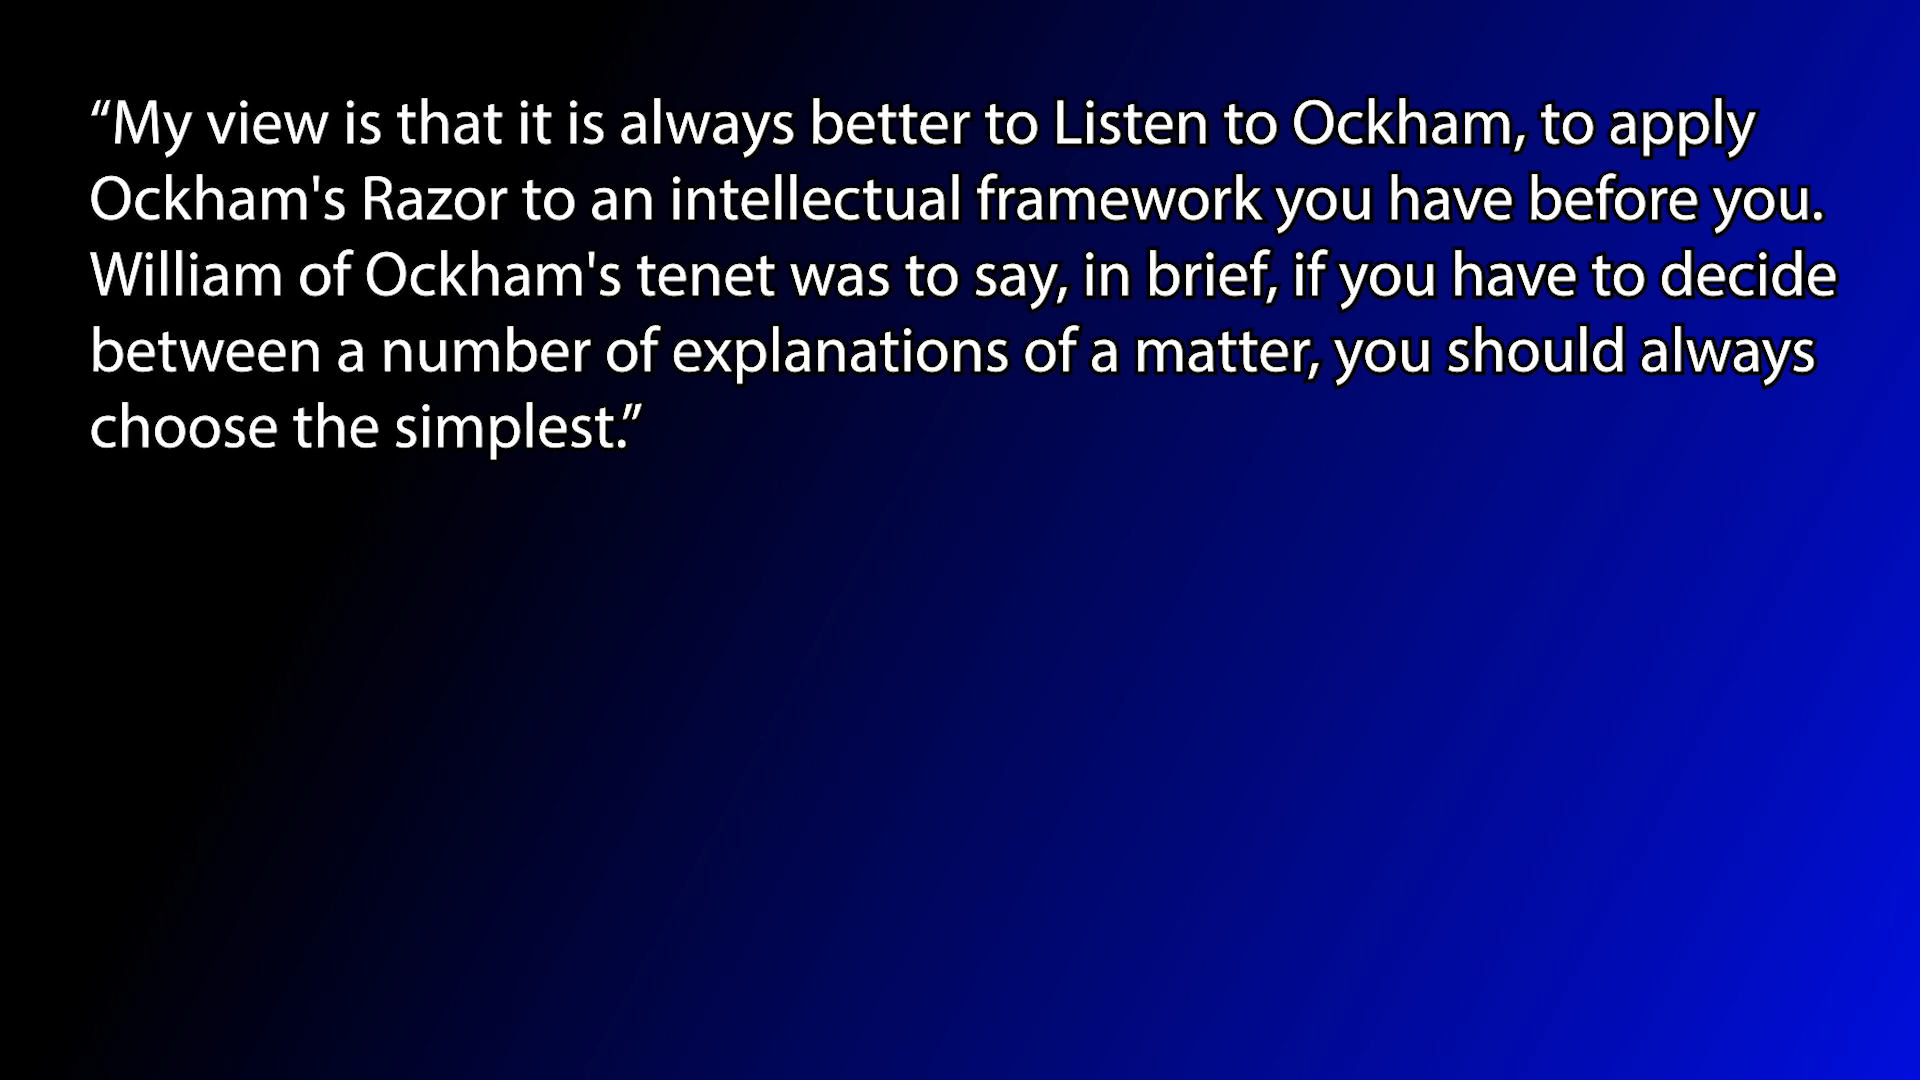 “My view is that it is always better to Listen to Ockham, to apply
Ockham's Razor to an intellectual framework you have before you.
William of Ockham's tenet was to say, in brief, if you have to decide
between a number of explanations of a matter, you should always
choose the simplest.”